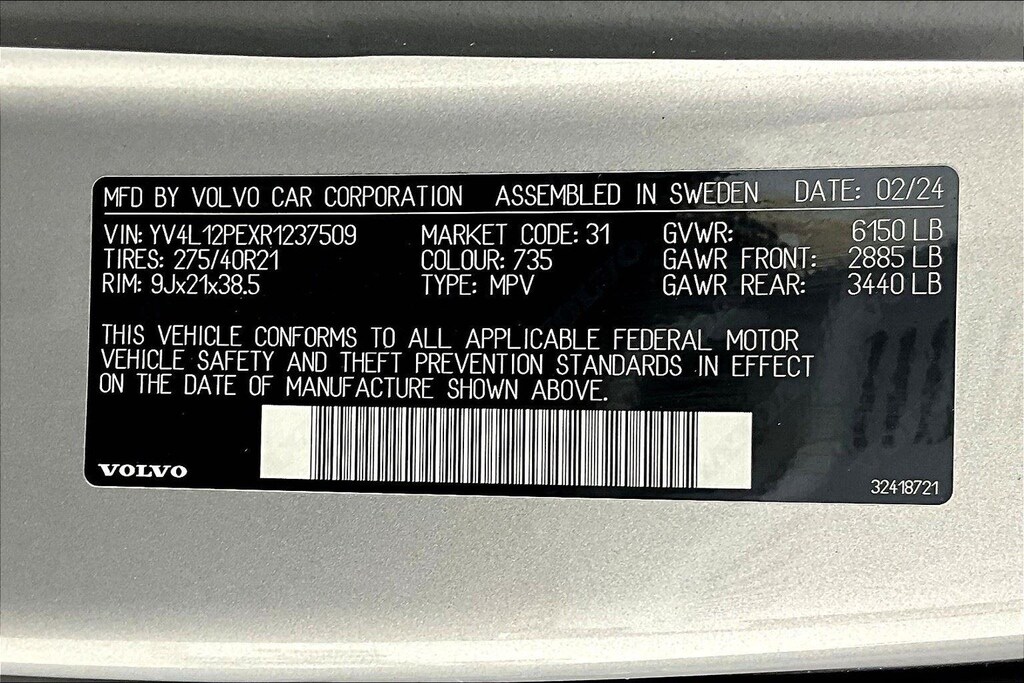 MFD BY VOLVO CAR CORPORATION ASSEMBLED IN SWEDEN DATE: 02/24
VIN: YV4L12PEXR1237509 MARKET CODE: 31 GVWR: 6150 LB
TIRES: 275/40R21 COLOUR: 735 GAWR FRONT: 2885 LB
RIM: 9Jx21x38.5 TYPE: MPV GAWR REAR: 3440 LB
THIS VEHICLE CONFORMS TO ALL APPLICABLE FEDERAL MOTOR
VEHICLE SAFETY AND THEFT PREVENTION STANDARDS IN EFFECT
ON THE DATE OF MANUFACTURE SHOWN ABOVE.
VOLVO
32418721